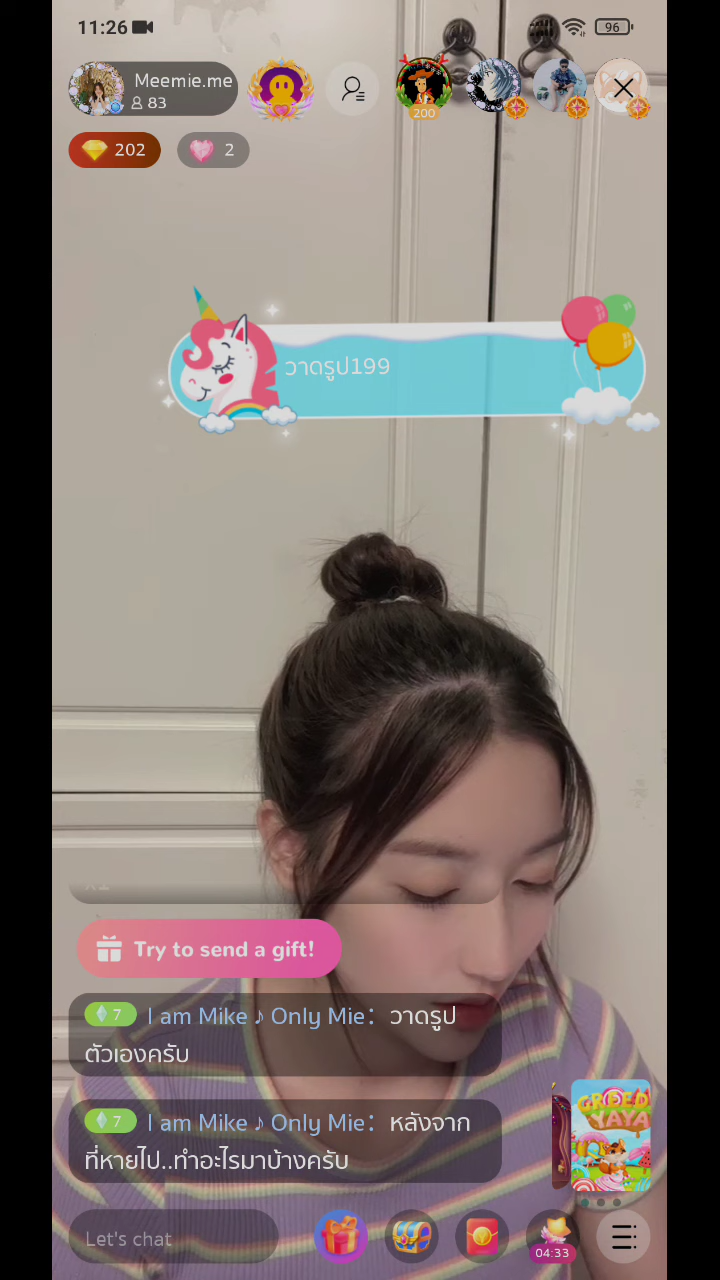 11:26
96
Meemie.me
83
200
202
2
วาดรูป199
Try to send a gift!
7 I am Mike ♪ Only Mie: วาดรูป
ตัวเองครับ
7 I am Mike ♪ Only Mie: หลังจาก
ที่หายไป..ทำอะไรมาบ้างครับ
GREEDY
YAYA
Let's chat
04:33